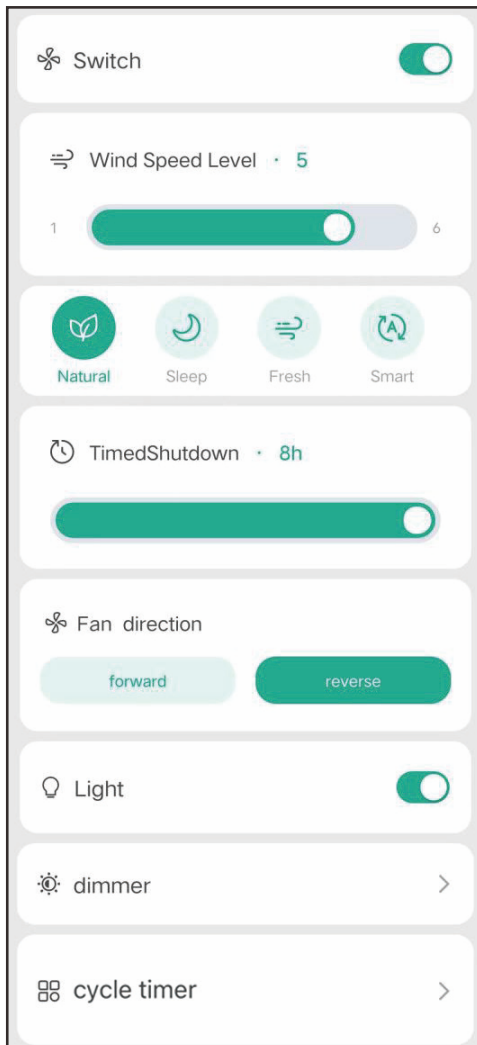 Switch
Wind Speed Level · 5
1 6
Natural Sleep Fresh Smart
TimedShutdown · 8h
Fan direction
forward reverse
Light
dimmer
cycle timer